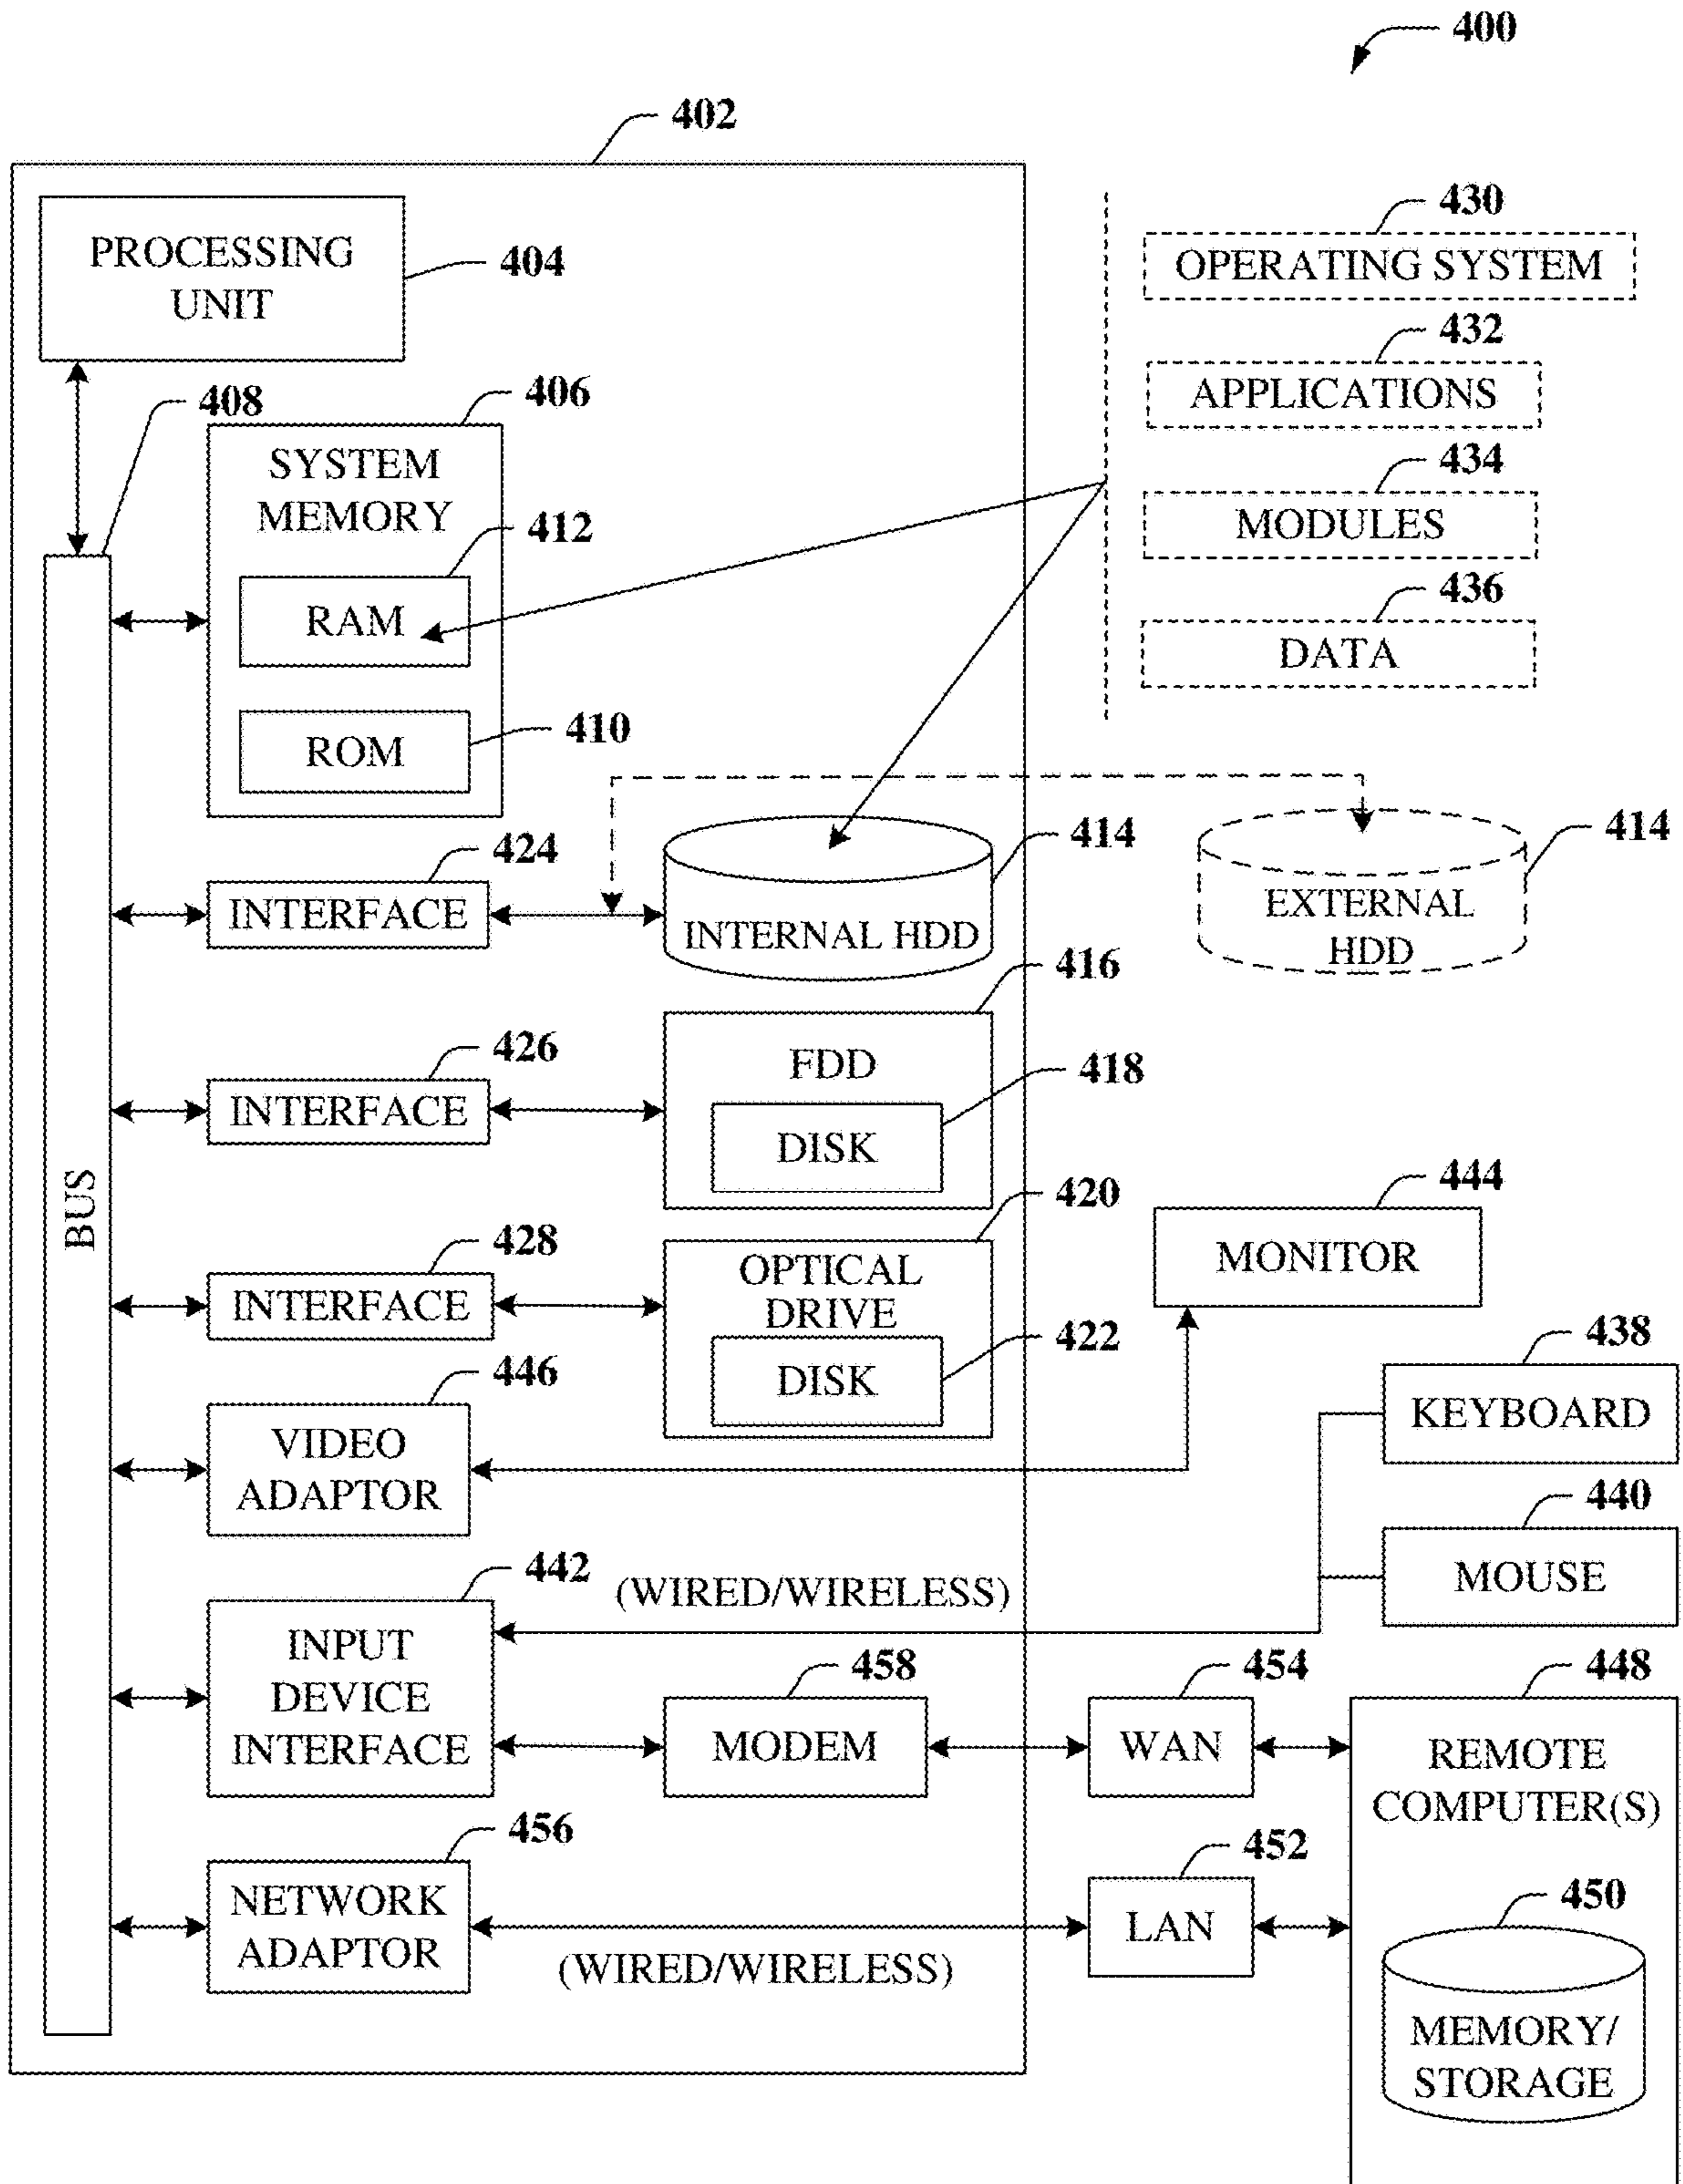 400
402
PROCESSING
UNIT
404
430
OPERATING SYSTEM
432
APPLICATIONS
434
MODULES
436
DATA
408
406
SYSTEM
MEMORY
412
RAM
410
ROM
424
INTERFACE
414
INTERNAL HDD
414
EXTERNAL
HDD
416
FDD
418
DISK
426
INTERFACE
BUS
420
OPTICAL
DRIVE
422
DISK
428
INTERFACE
444
MONITOR
446
VIDEO
ADAPTOR
438
KEYBOARD
440
MOUSE
442
INPUT
DEVICE
INTERFACE
(WIRED/WIRELESS)
458
MODEM
454
WAN
448
REMOTE
COMPUTER(S)
456
NETWORK
ADAPTOR
(WIRED/WIRELESS)
452
LAN
450
MEMORY/
STORAGE